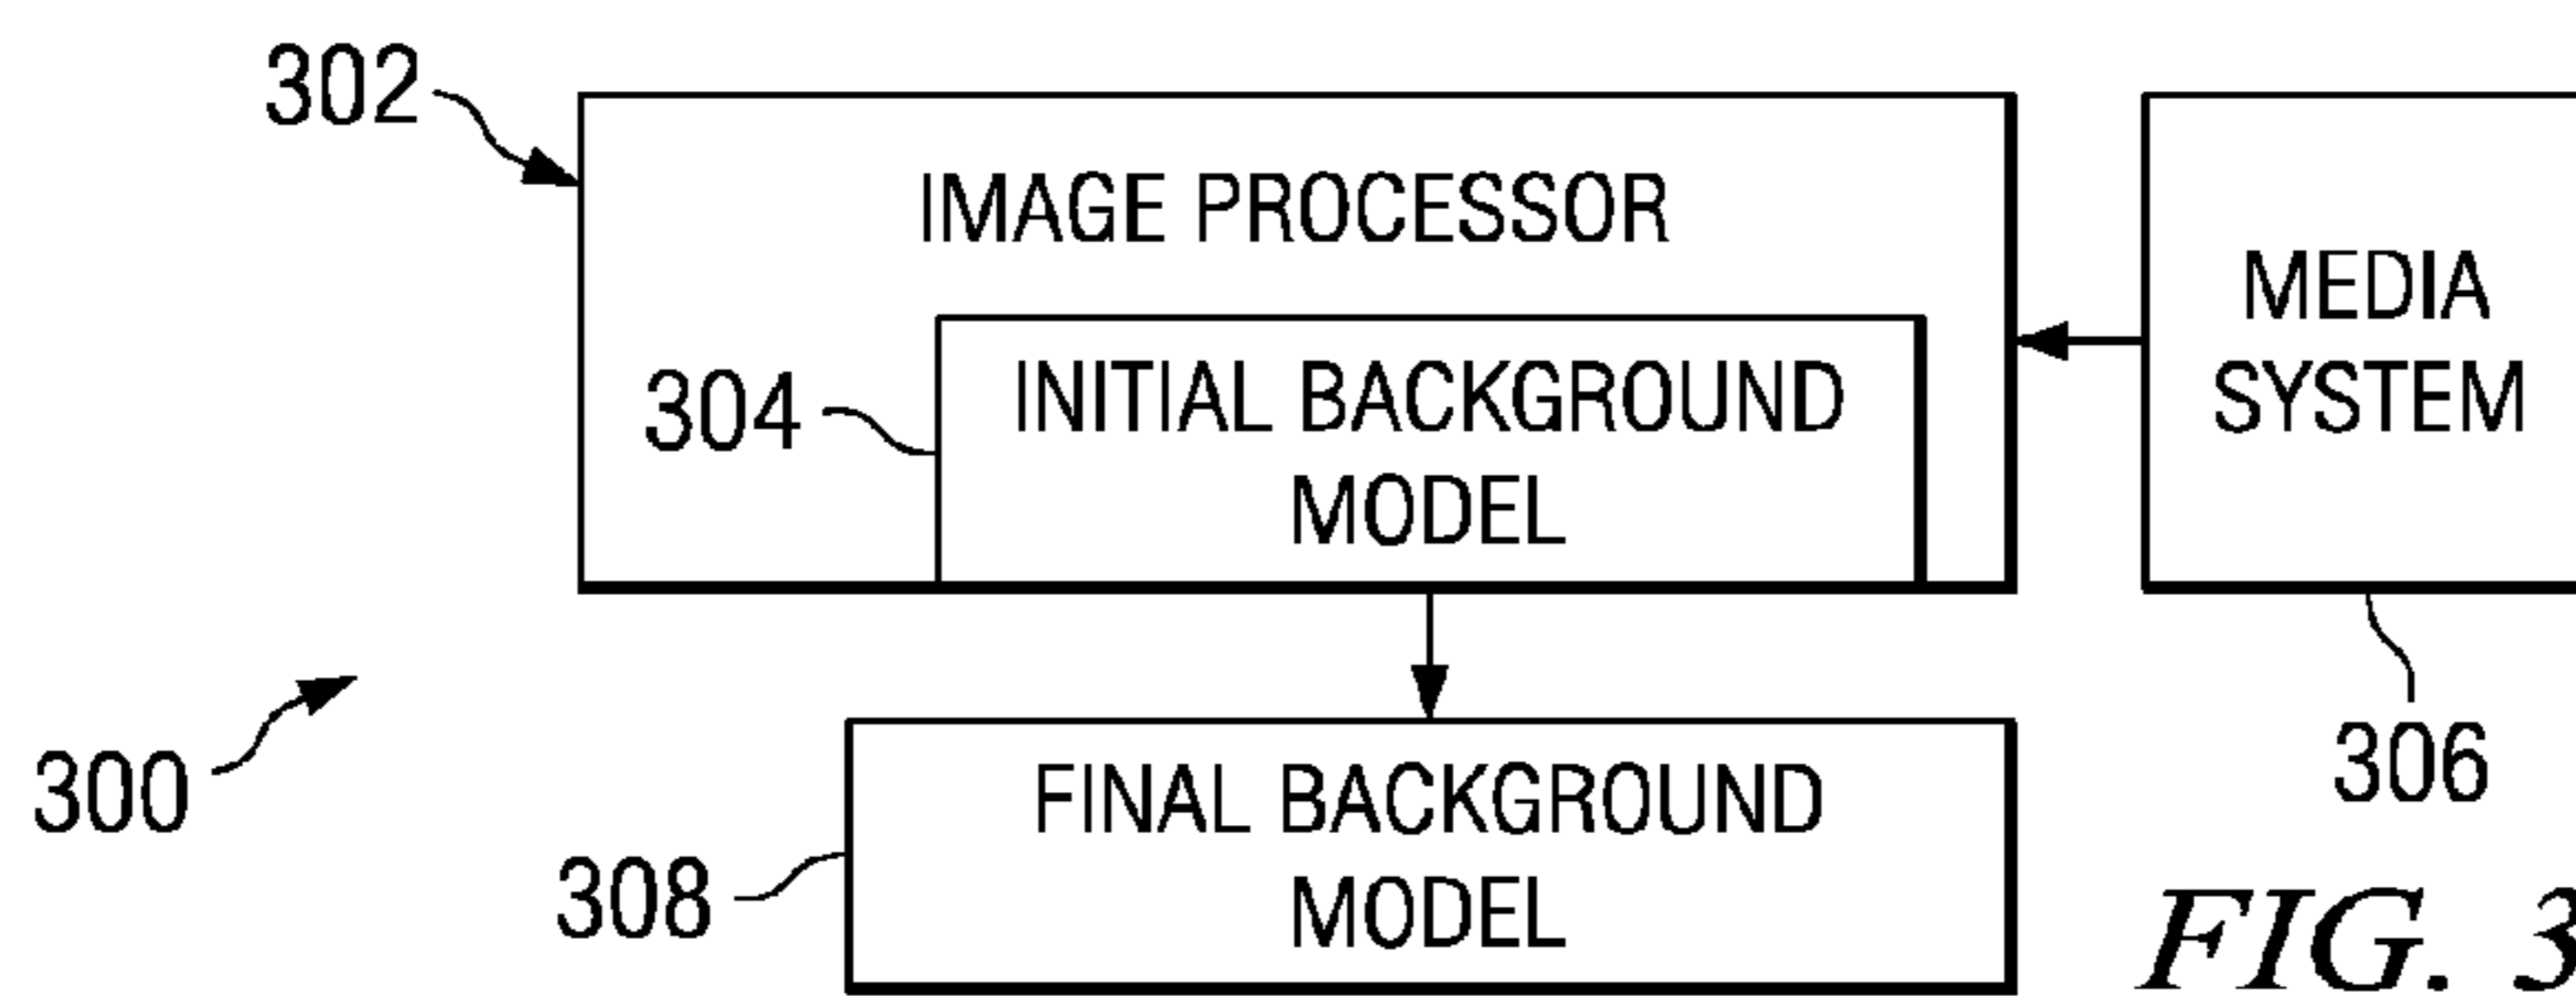 302
IMAGE PROCESSOR
MEDIA
SYSTEM
304
INITIAL BACKGROUND
MODEL
300
306
FINAL BACKGROUND
MODEL
308
FIG. 3